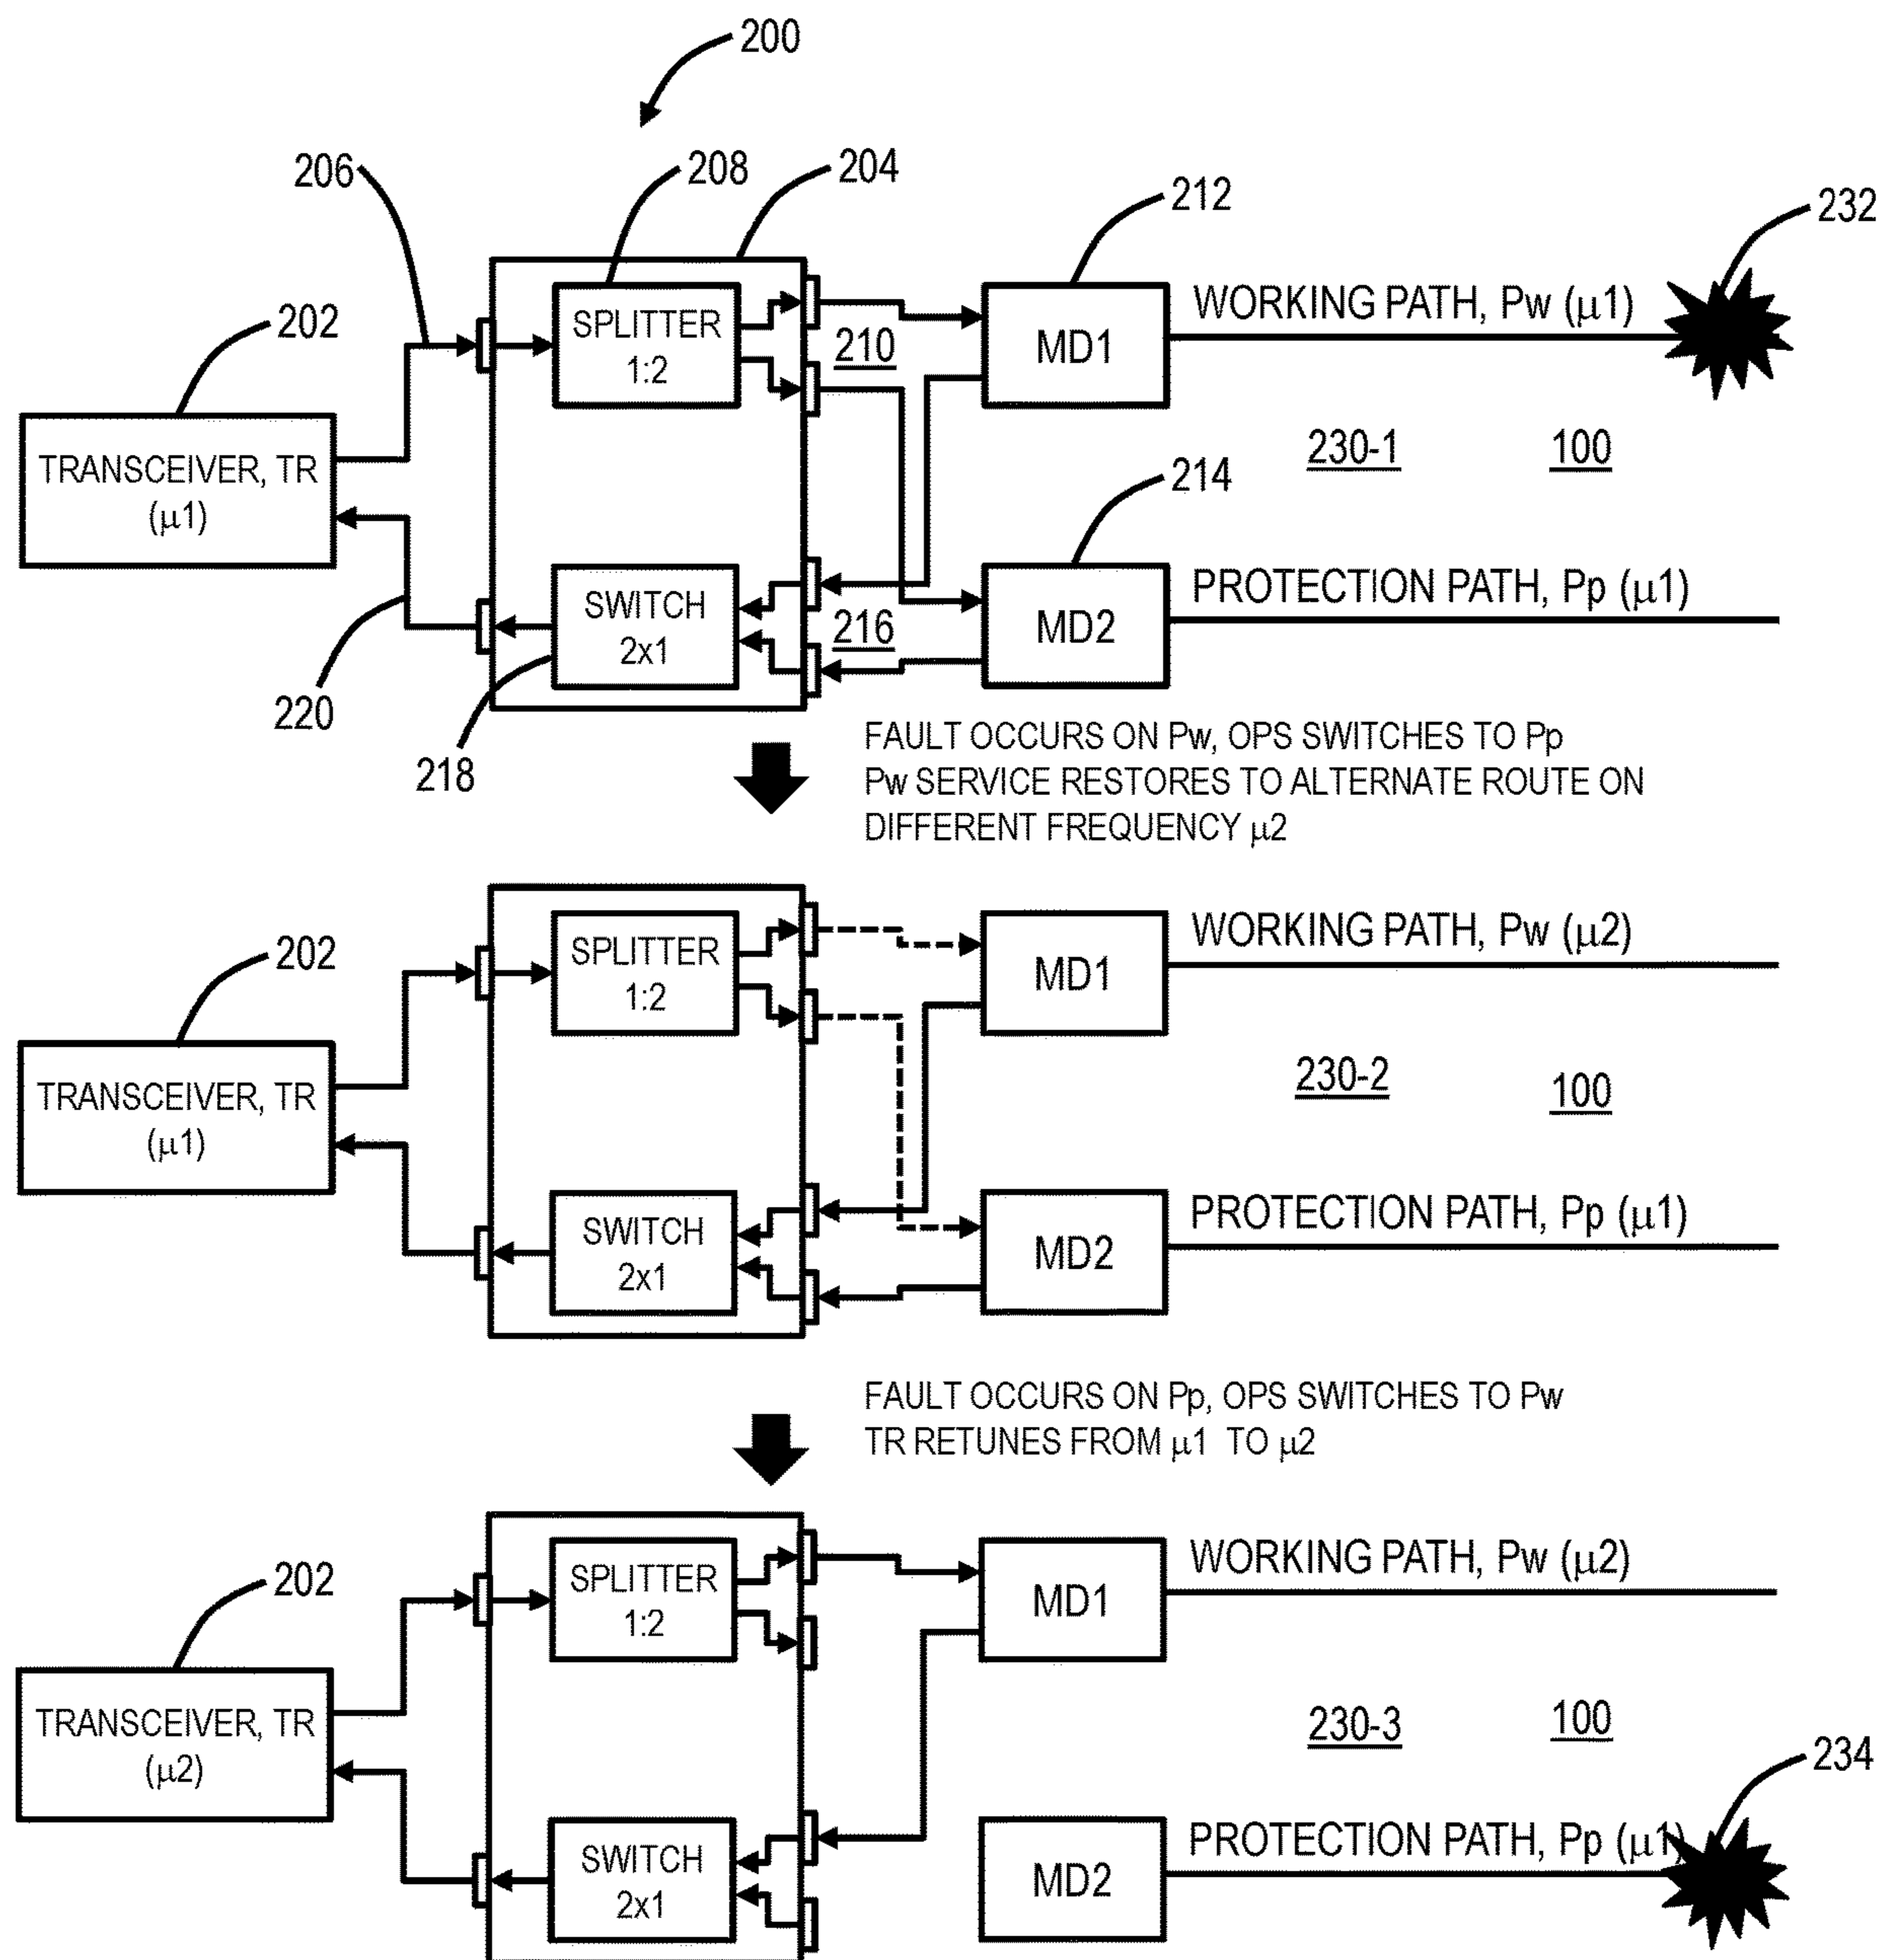 200
206
208
204
212
232
202
SPLITTER
1:2
210
MD1
WORKING PATH, Pw (µ1)
TRANSCEIVER, TR
(µ1)
230-1
100
214
SWITCH
2x1
216
MD2
PROTECTION PATH, Pp (µ1)
220
218
FAULT OCCURS ON Pw, OPS SWITCHES TO Pp
Pw SERVICE RESTORES TO ALTERNATE ROUTE ON
DIFFERENT FREQUENCY µ2
202
SPLITTER
1:2
MD1
WORKING PATH, Pw (µ2)
TRANSCEIVER, TR
(µ1)
230-2
100
SWITCH
2x1
MD2
PROTECTION PATH, Pp (µ1)
FAULT OCCURS ON Pp, OPS SWITCHES TO Pw
TR RETUNES FROM µ1 TO µ2
202
SPLITTER
1:2
MD1
WORKING PATH, Pw (µ2)
TRANSCEIVER, TR
(µ2)
230-3
100
234
SWITCH
2x1
MD2
PROTECTION PATH, Pp (µ1)